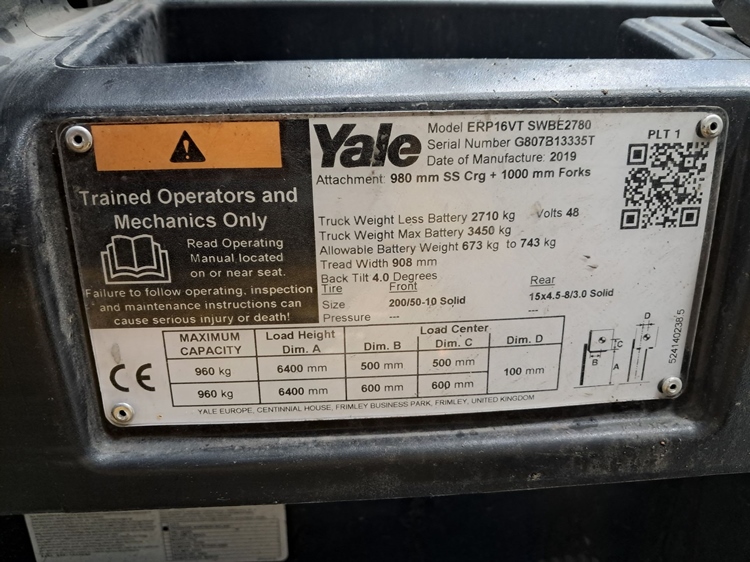 Trained Operators and
Mechanics Only
Read Operating
Manual located
on or near seat.
Failure to follow operating, inspection
and maintenance instructions can
cause serious injury or death!
Yale
Model ERP16VT SWBE2780
Serial Number G807B13335T
Date of Manufacture: 2019
PLT 1
Attachment: 980 mm SS Crg + 1000 mm Forks
Truck Weight Less Battery 2710 kg Volts 48
Truck Weight Max Battery 3450 kg
Allowable Battery Weight 673 kg to 743 kg
Tread Width 908 mm
Back Tilt 4.0 Degrees
Tire Front Rear
Size 200/50-10 Solid 15x4.5-8/3.0 Solid
Pressure --- ---
MAXIMUM CAPACITY Load Height Dim. A Load Center
Dim. B Dim. C Dim. D
960 kg 6400 mm 500 mm 500 mm 100 mm
960 kg 6400 mm 600 mm 600 mm
CE
D
C
B
A
524140238.5
YALE EUROPE, CENTINNIAL HOUSE, FRIMLEY BUSINESS PARK, FRIMLEY, UNITED KINGDOM